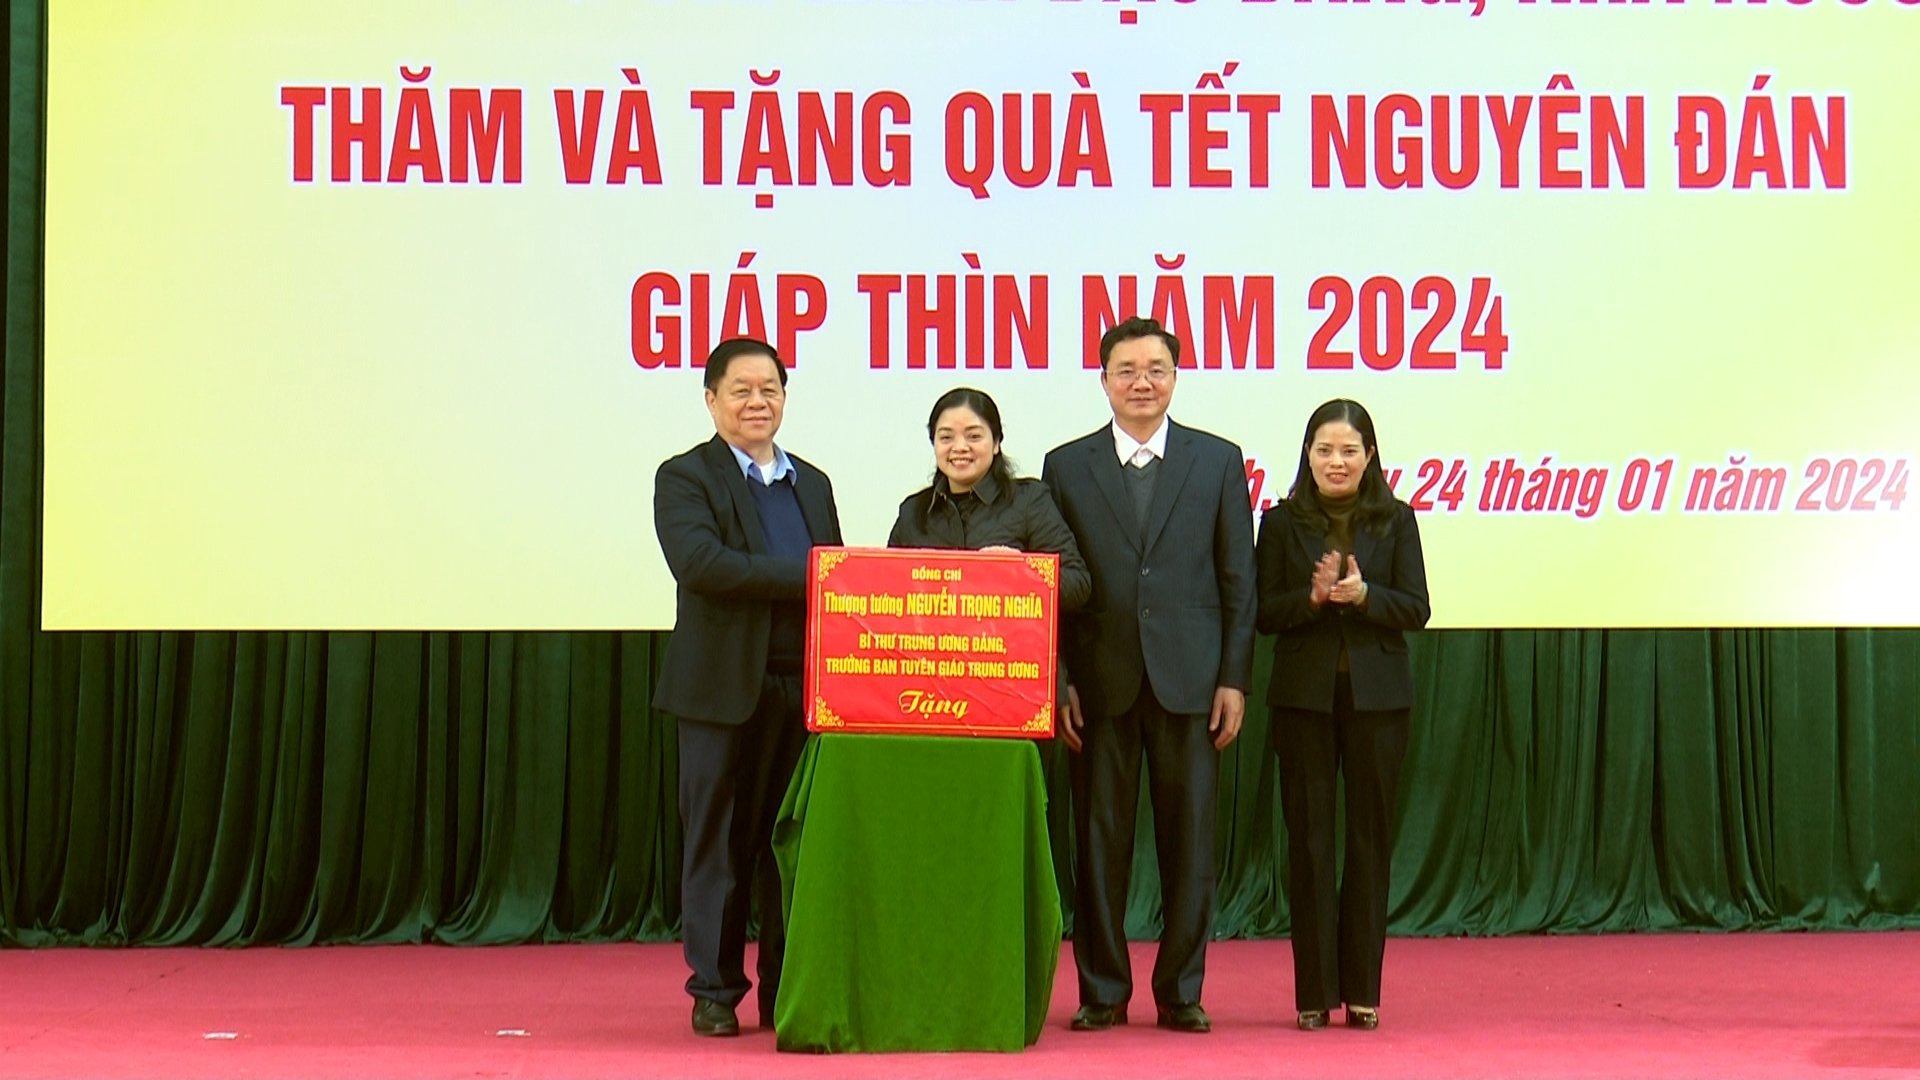 THĂM VÀ TẶNG QUÀ TẾT NGUYÊN ĐÁN
GIÁP THÌN NĂM 2024
24 tháng 01 năm 2024
ĐỒNG CHÍ
Thượng tướng NGUYỄN TRỌNG NGHĨA
BÍ THƯ TRUNG ƯƠNG ĐẢNG,
TRƯỞNG BAN TUYÊN GIÁO TRUNG ƯƠNG
Tặng